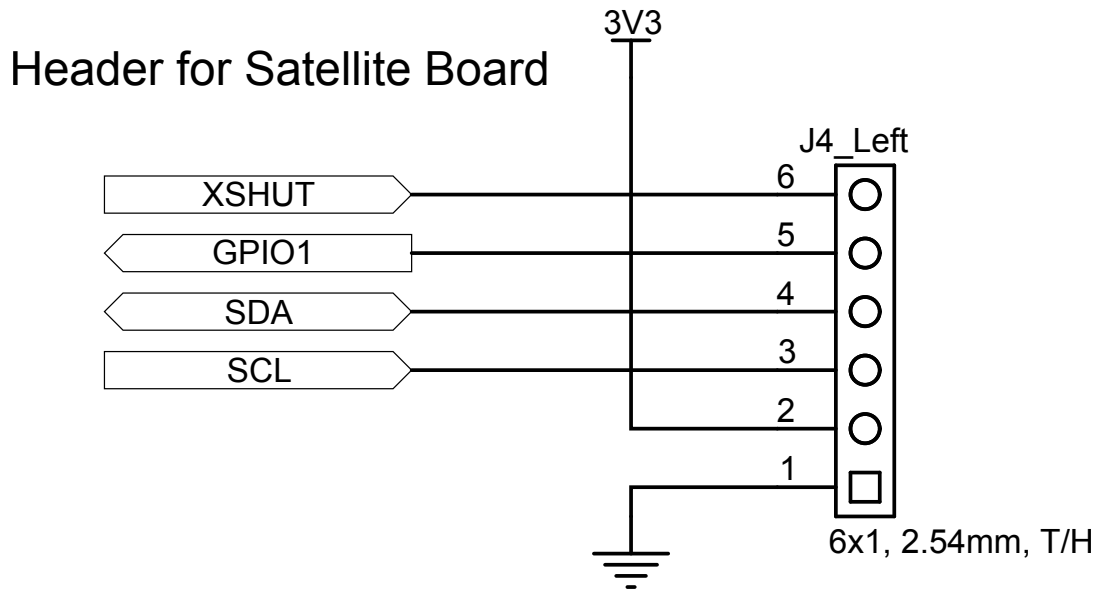 3V3
Header for Satellite Board
J4_Left
XSHUT 6
GPIO1 5
SDA 4
SCL 3
2
1
6x1, 2.54mm, T/H